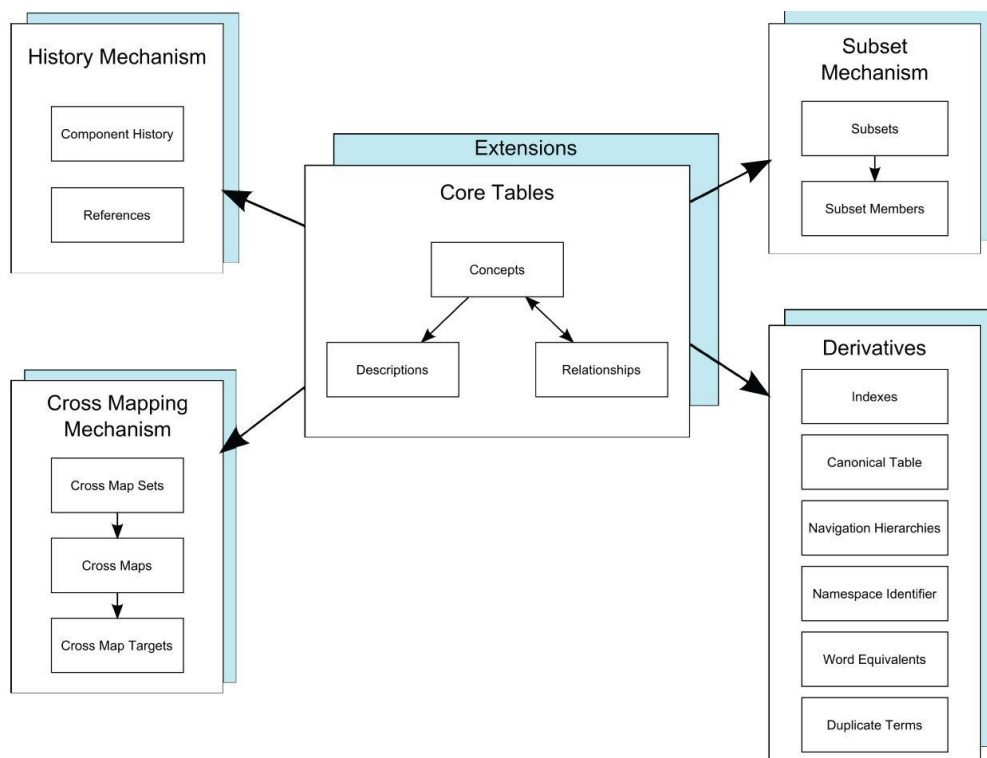 History Mechanism
Component History
References
Extensions
Core Tables
Concepts
Descriptions
Relationships
Subset
Mechanism
Subsets
Subset Members
Cross Mapping
Mechanism
Cross Map Sets
Cross Maps
Cross Map Targets
Derivatives
Indexes
Canonical Table
Navigation Hierarchies
Namespace Identifier
Word Equivalents
Duplicate Terms